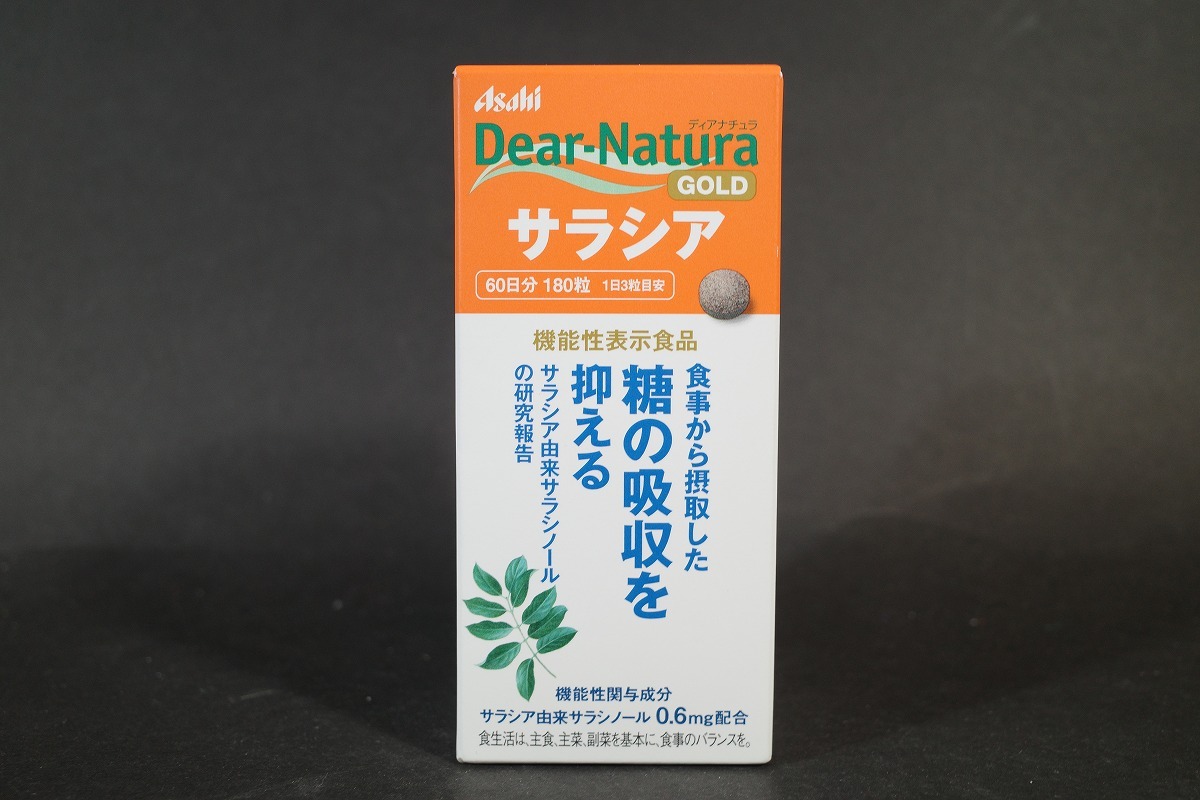 Asahi
ディアナチュラ
Dear-Natura
GOLD
サラシア
60日分 180粒 1日3粒目安
機能性表示食品
食事から摂取した
糖の吸収を
抑える
サラシア由来サラシノール
の研究報告
機能性関与成分
サラシア由来サラシノール 0.6mg配合
食生活は、主食、主菜、副菜を基本に、食事のバランスを。